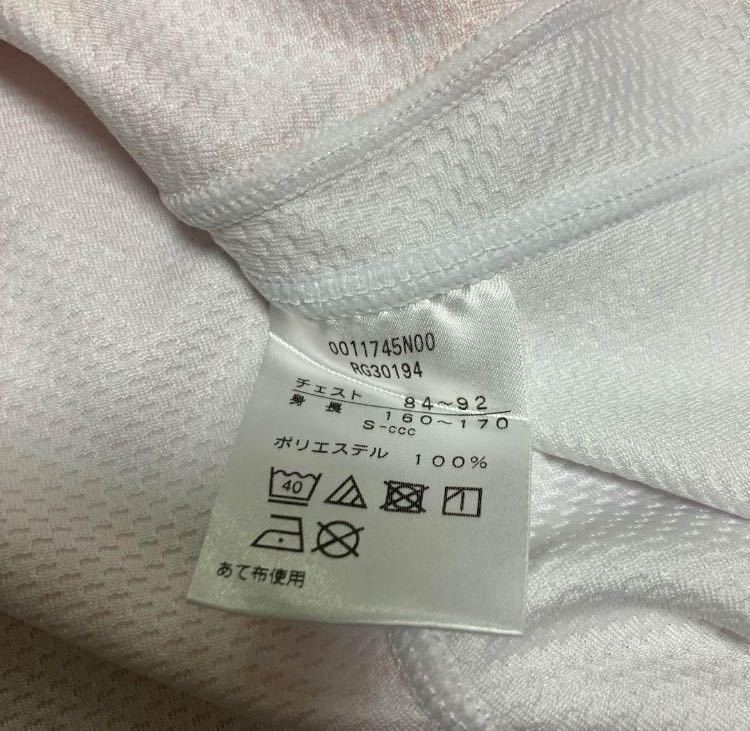 0011745N00
RG30194
チェスト 84～92
身長 160～170
S-ccc
ポリエステル 100%
40
あて布使用